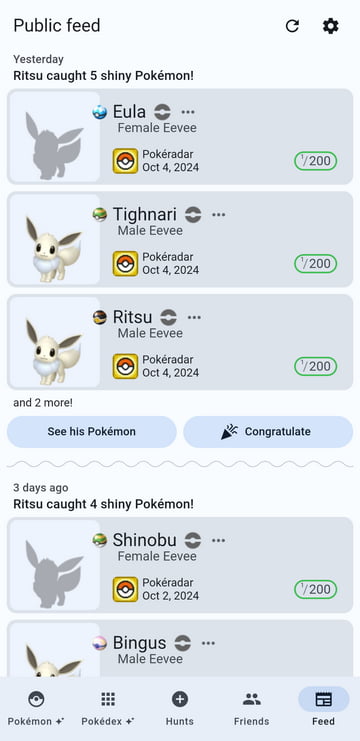 Public feed
Yesterday
Ritsu caught 5 shiny Pokémon!
Eula
Female Eevee
Pokéradar
Oct 4, 2024
1/200
Tighnari
Male Eevee
Pokéradar
Oct 4, 2024
1/200
Ritsu
Male Eevee
Pokéradar
Oct 4, 2024
1/200
and 2 more!
See his Pokémon
Congratulate
3 days ago
Ritsu caught 4 shiny Pokémon!
Shinobu
Female Eevee
Pokéradar
Oct 2, 2024
1/200
Bingus
Male Eevee
Pokémon
Pokédex
Hunts
Friends
Feed